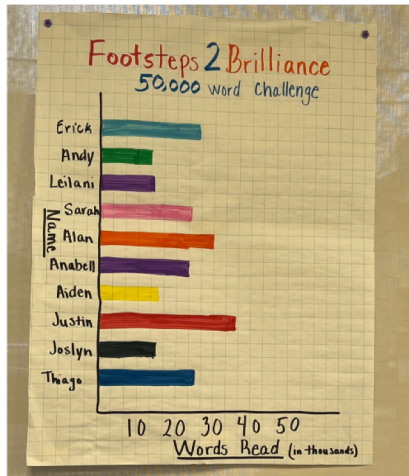 Footsteps 2 Brilliance
50,000 word challenge
Erick
Andy
Leilani
Sarah
Name
Alan
Anabell
Aiden
Justin
Joslyn
Thiago
10 20 30 40 50
Words Read (in thousands)